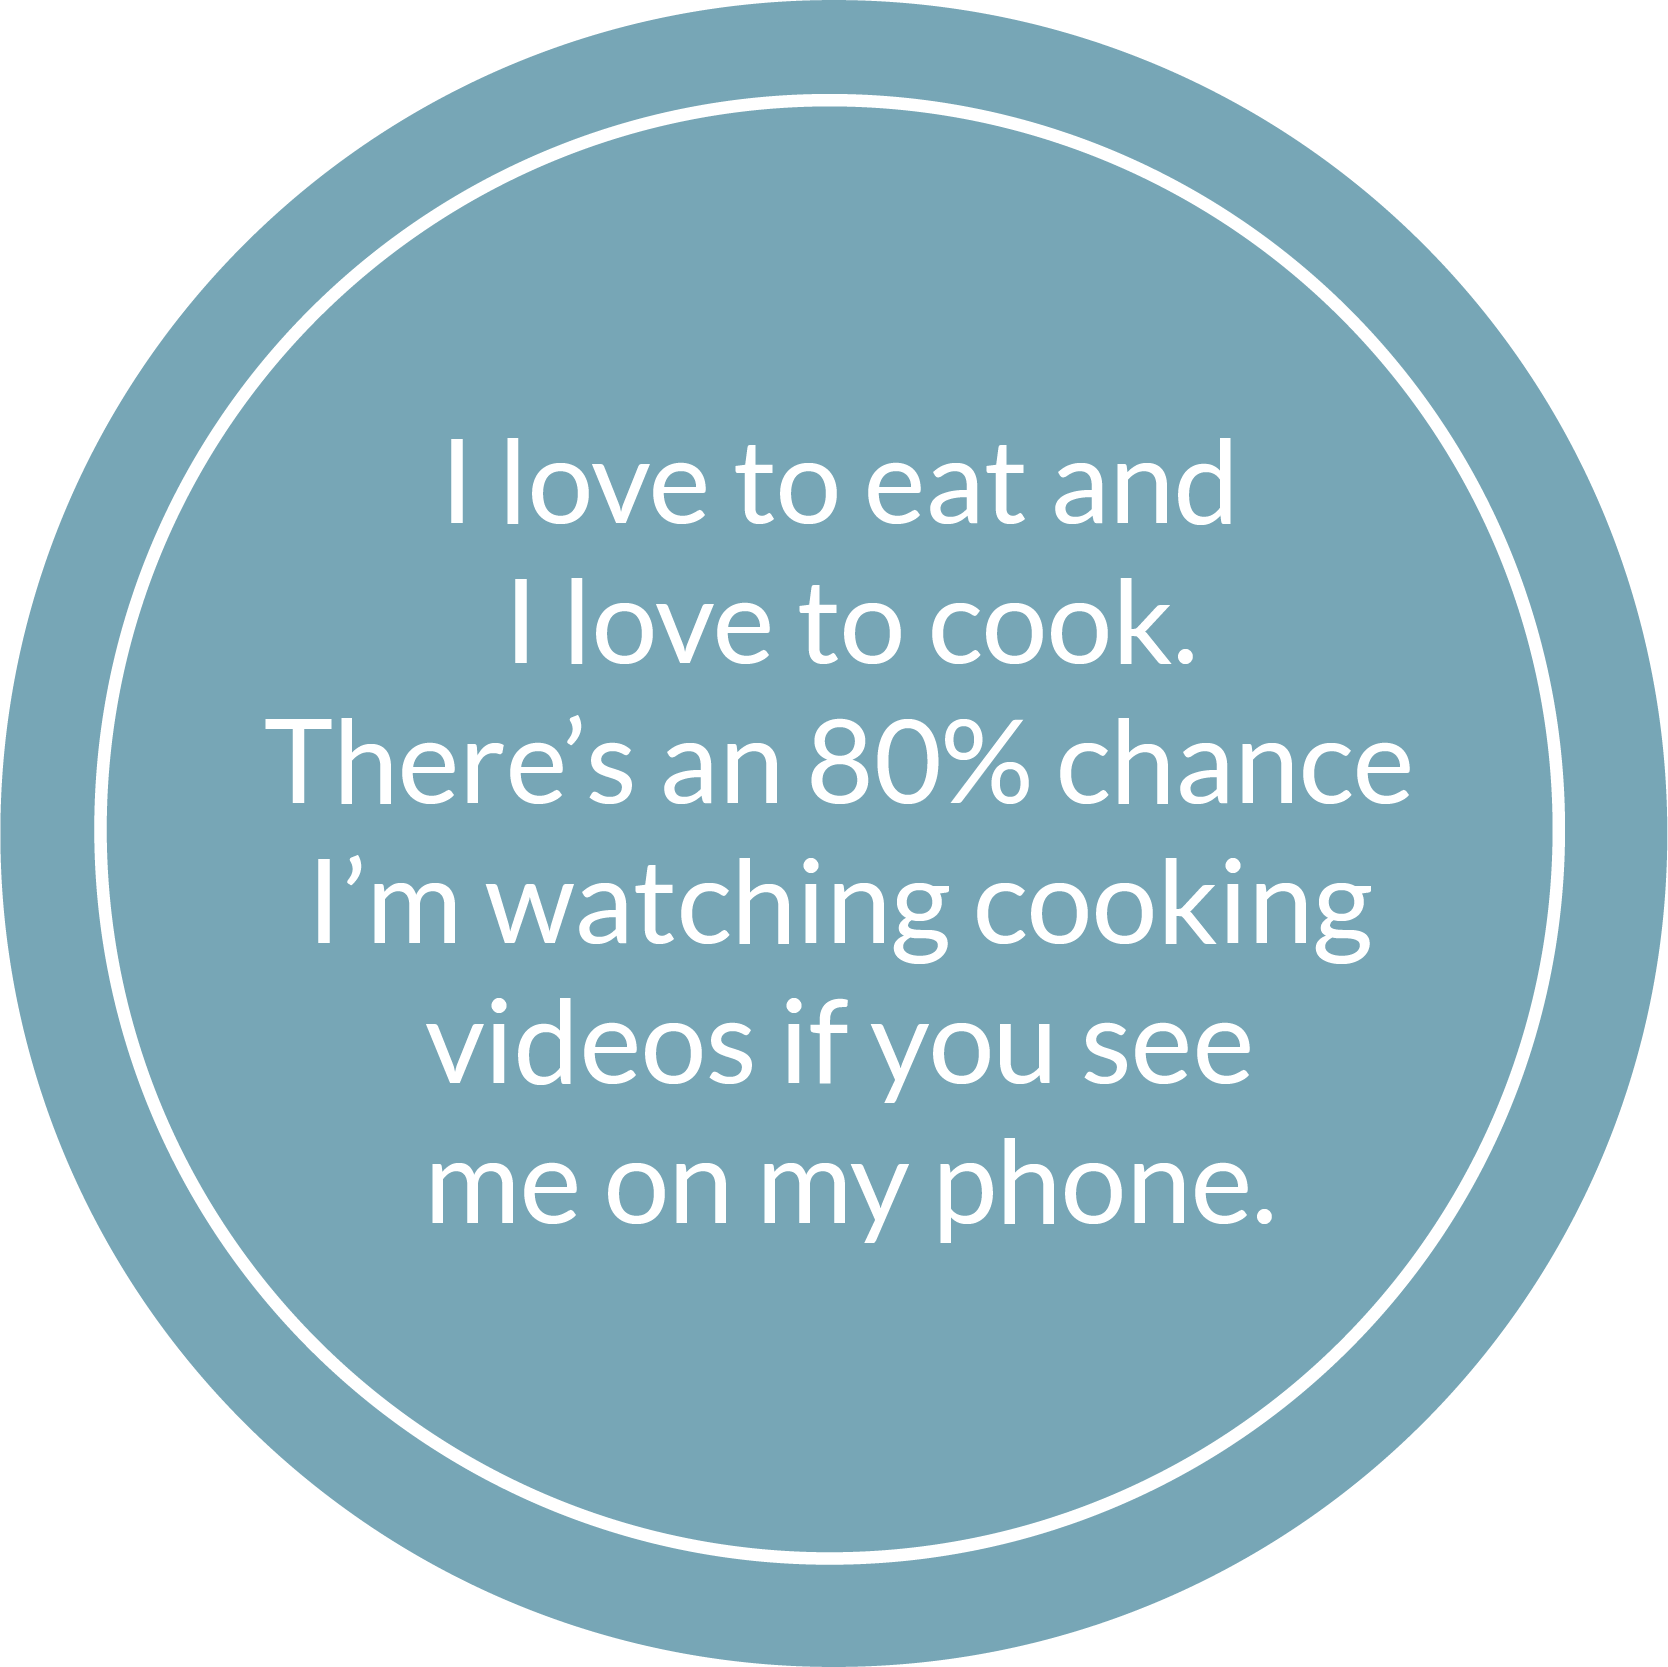 I love to eat and
I love to cook.
There’s an 80% chance
I’m watching cooking
videos if you see
me on my phone.